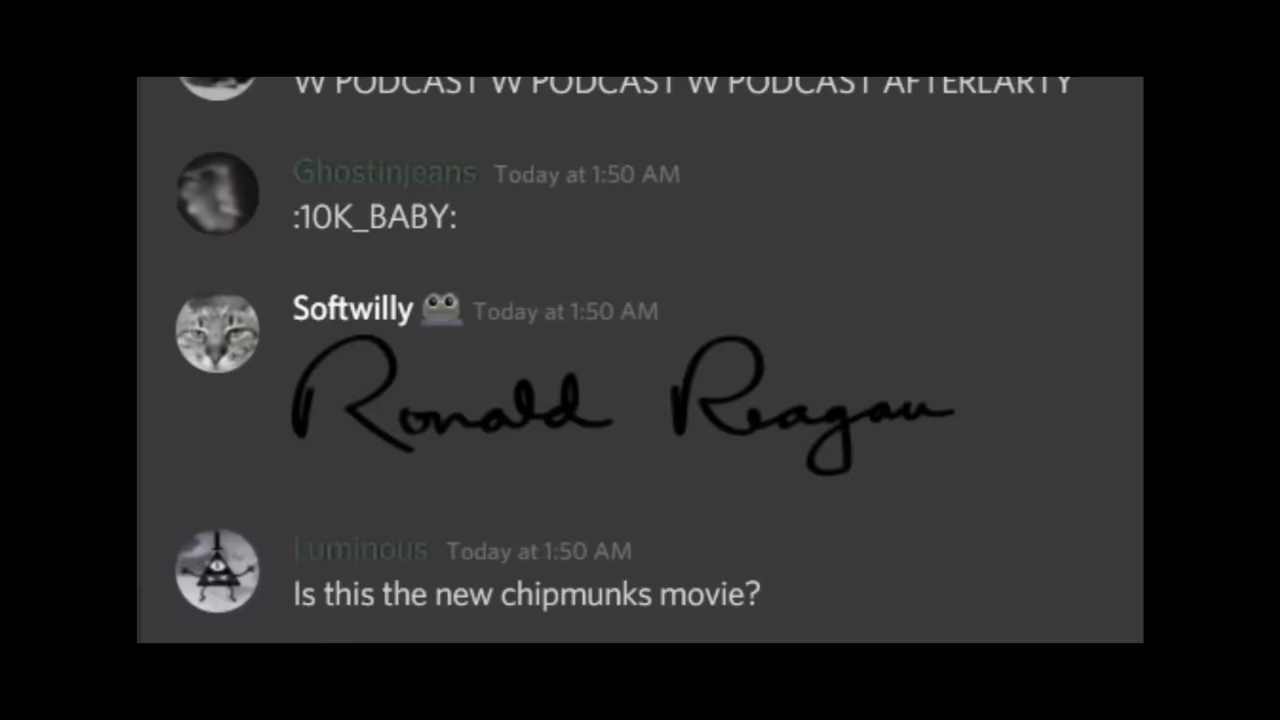 W PODCAST W PODCAST W PODCAST AFTERLARTY
Ghostinjeans Today at 1:50 AM
:10K_BABY:
Softwilly Today at 1:50 AM
Ronald Reagan
Luminous Today at 1:50 AM
Is this the new chipmunks movie?